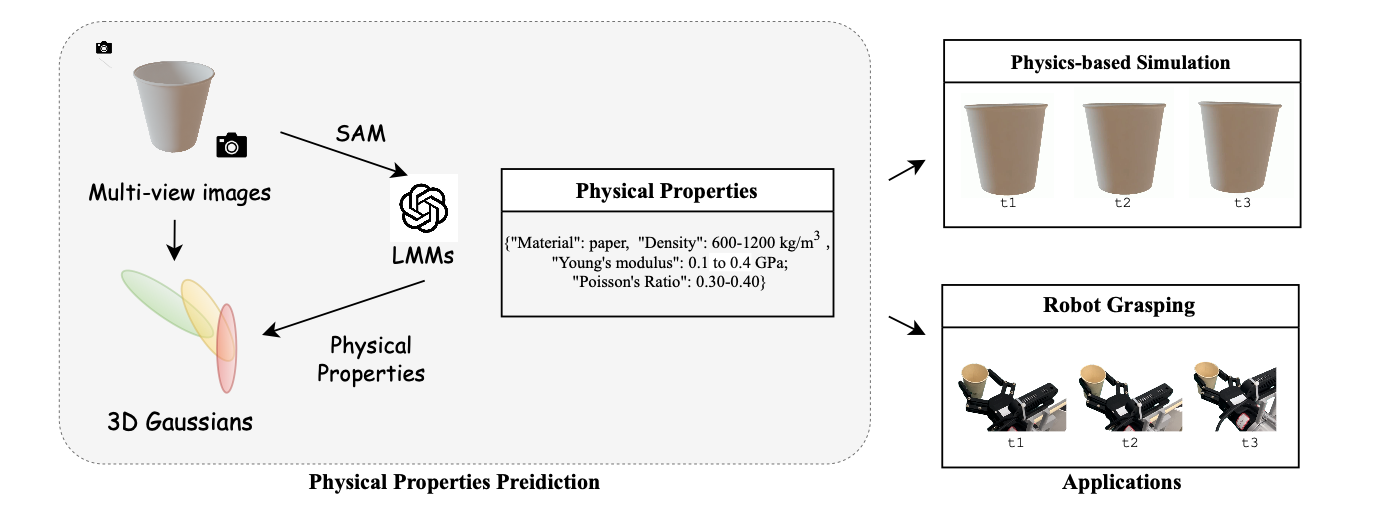 SAM
Multi-view images
LMMs
Physical
Properties
3D Gaussians
Physical Properties
{"Material": paper, "Density": 600-1200 kg/m³ ,
"Young's modulus": 0.1 to 0.4 GPa;
"Poisson's Ratio": 0.30-0.40}
Physical Properties Preidiction
Physics-based Simulation
t1 t2 t3
Robot Grasping
t1 t2 t3
Applications